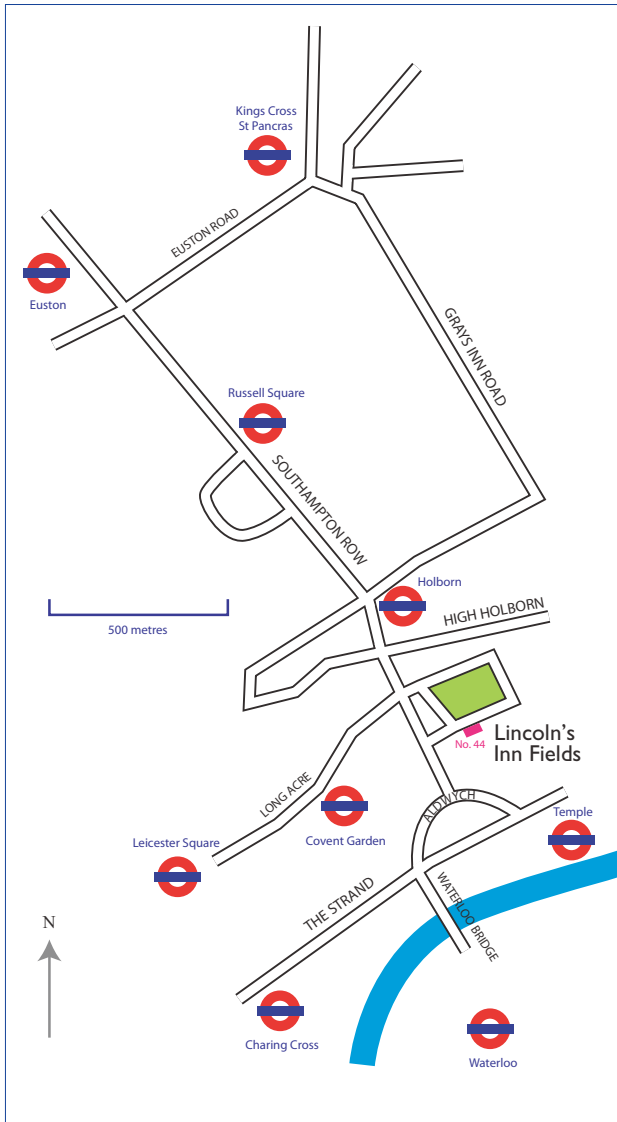 Kings Cross
St Pancras
EUSTON ROAD
Euston
GRAYS INN ROAD
Russell Square
SOUTHAMPTON ROW
Holborn
HIGH HOLBORN
500 metres
Lincoln's
Inn Fields
No. 44
LONG ACRE
ALDWYCH
Covent Garden
Temple
Leicester Square
THE STRAND
WATERLOO BRIDGE
N
Charing Cross
Waterloo